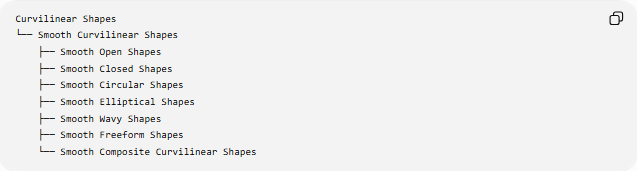 Curvilinear Shapes
└── Smooth Curvilinear Shapes
    ├── Smooth Open Shapes
    ├── Smooth Closed Shapes
    ├── Smooth Circular Shapes
    ├── Smooth Elliptical Shapes
    ├── Smooth Wavy Shapes
    ├── Smooth Freeform Shapes
    └── Smooth Composite Curvilinear Shapes